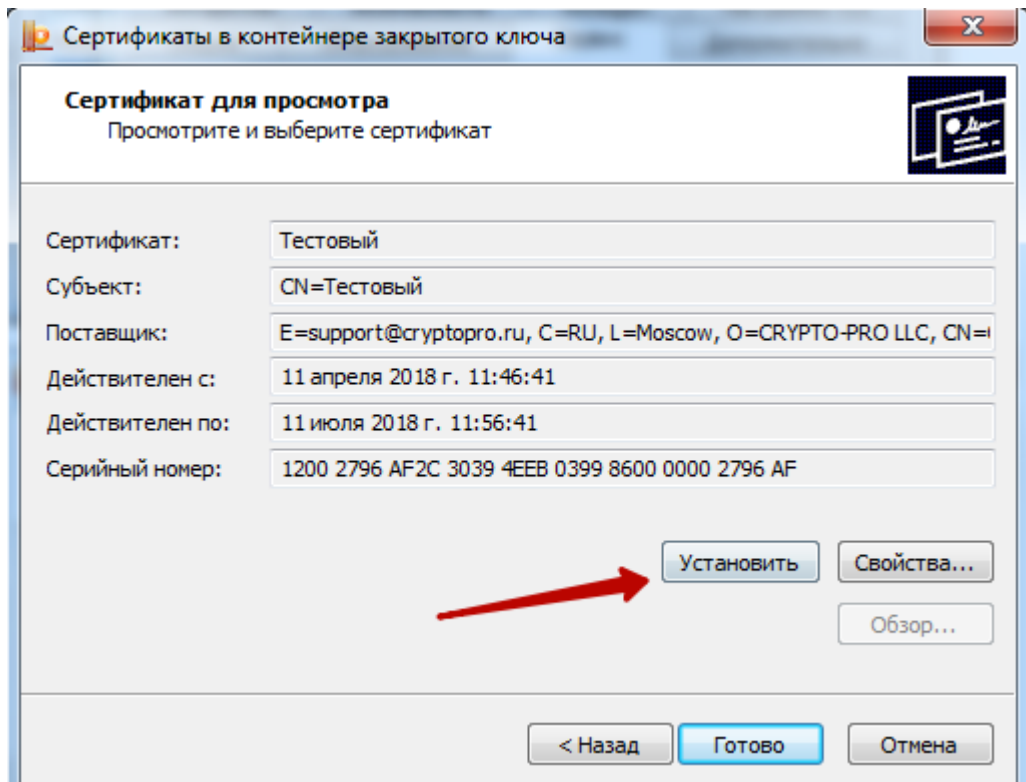 Сертификаты в контейнере закрытого ключа
Сертификат для просмотра
Просмотрите и выберите сертификат
Сертификат: Тестовый
Субъект: CN=Тестовый
Поставщик: E=support@cryptopro.ru, C=RU, L=Moscow, O=CRYPTO-PRO LLC, CN=
Действителен с: 11 апреля 2018 г. 11:46:41
Действителен по: 11 июля 2018 г. 11:56:41
Серийный номер: 1200 2796 AF2C 3039 4EEB 0399 8600 0000 2796 AF
Установить Свойства...
Обзор...
< Назад Готово Отмена